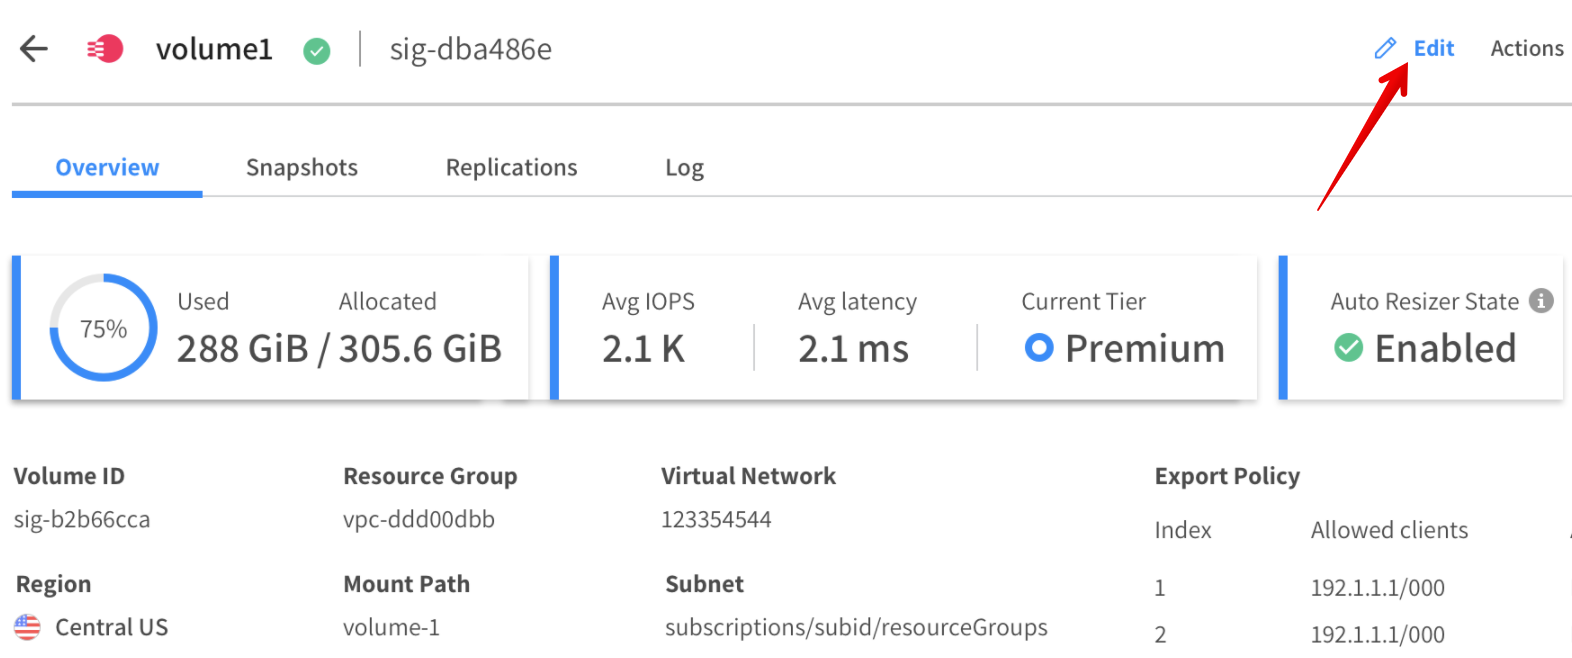 volume1 sig-dba486e Edit Actions
Overview Snapshots Replications Log
75%
Used Allocated
288 GiB / 305.6 GiB
Avg IOPS Avg latency Current Tier
2.1 K 2.1 ms Premium
Auto Resizer State
Enabled
Volume ID Resource Group Virtual Network Export Policy
sig-b2b66cca vpc-ddd00dbb 123354544
Index Allowed clients
Region Mount Path Subnet
1 192.1.1.1/000
Central US volume-1 subscriptions/subid/resourceGroups
2 192.1.1.1/000